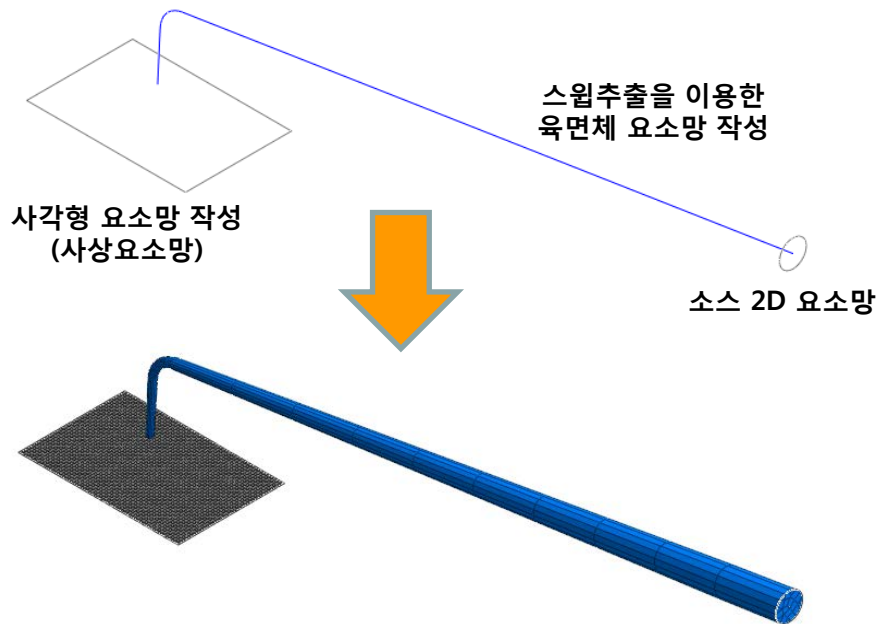 스윕추출을 이용한
육면체 요소망 작성
사각형 요소망 작성
(사상요소망)
소스 2D 요소망